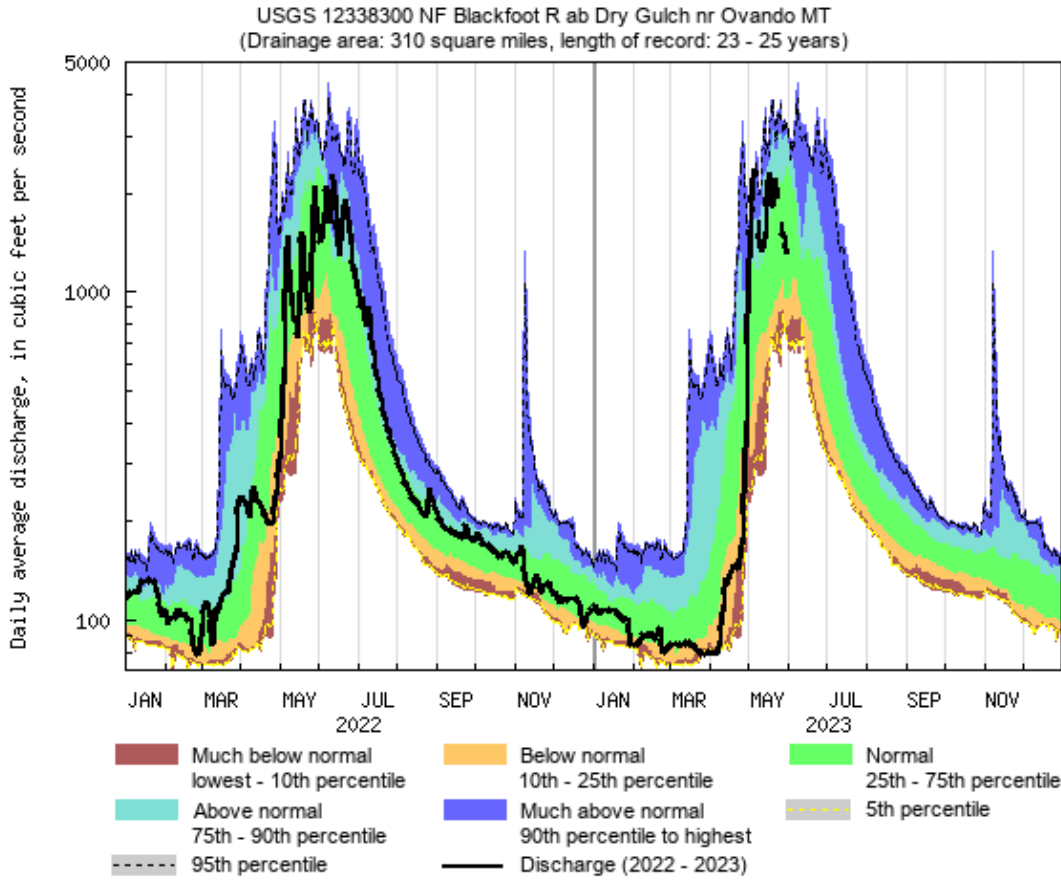 USGS 12338300 NF Blackfoot R ab Dry Gulch nr Ovando MT
(Drainage area: 310 square miles, length of record: 23 - 25 years)
Daily average discharge, in cubic feet per second
5000
1000
100
JAN MAR MAY JUL SEP NOV JAN MAR MAY JUL SEP NOV
2022 2023
Much below normal Below normal Normal
lowest - 10th percentile 10th - 25th percentile 25th - 75th percentile
Above normal Much above normal 5th percentile
75th - 90th percentile 90th percentile to highest
95th percentile Discharge (2022 - 2023)